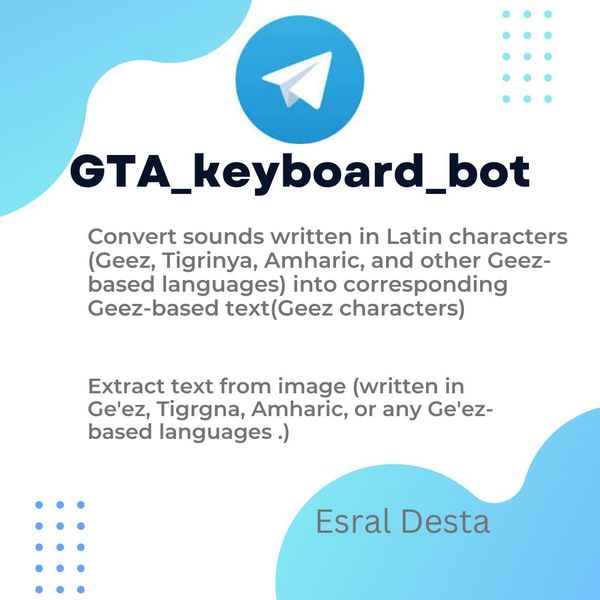 GTA_keyboard_bot
Convert sounds written in Latin characters
(Geez, Tigrinya, Amharic, and other Geez-
based languages) into corresponding
Geez-based text(Geez characters)
Extract text from image (written in
Ge'ez, Tigrgna, Amharic, or any Ge'ez-
based languages .)
Esral Desta